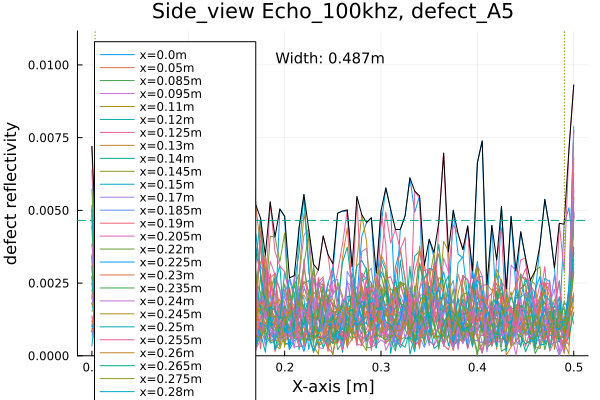 Side_view Echo_100khz, defect_A5
Width: 0.487m
defect reflectivity
0.0100
0.0075
0.0050
0.0025
0.0000
x=0.0m
x=0.05m
x=0.085m
x=0.095m
x=0.11m
x=0.12m
x=0.125m
x=0.13m
x=0.14m
x=0.145m
x=0.15m
x=0.17m
x=0.185m
x=0.19m
x=0.205m
x=0.22m
x=0.225m
x=0.23m
x=0.235m
x=0.24m
x=0.245m
x=0.25m
x=0.255m
x=0.26m
x=0.265m
x=0.275m
x=0.28m
0. 0.2 0.3 0.4 0.5
X-axis [m]